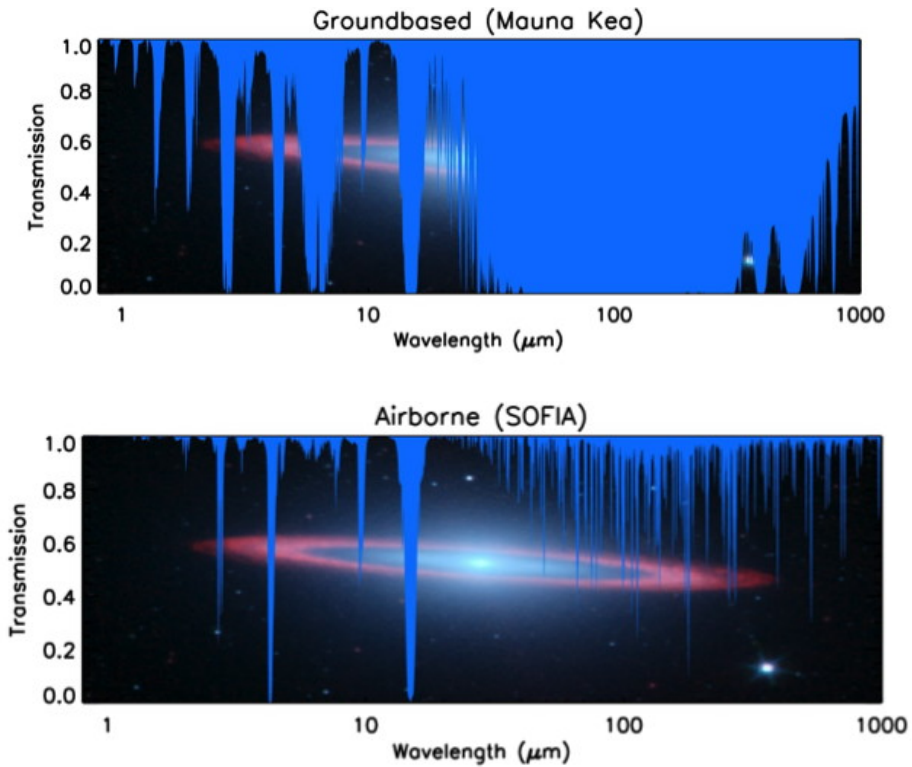 Groundbased (Mauna Kea)
1.0
0.8
0.6
0.4
0.2
0.0
Transmission
1 10 100 1000
Wavelength (μm)
Airborne (SOFIA)
1.0
0.8
0.6
0.4
0.2
0.0
Transmission
1 10 100 1000
Wavelength (μm)